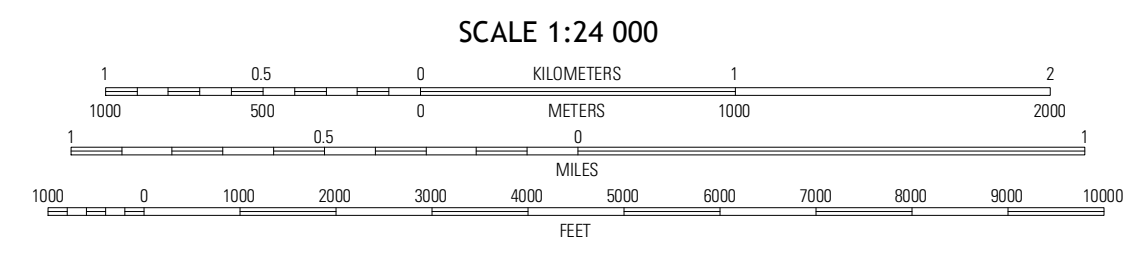 SCALE 1:24 000
1 0.5 0 KILOMETERS 1 2
1000 500 0 METERS 1000 2000
1 0.5 0 1
MILES
1000 0 1000 2000 3000 4000 5000 6000 7000 8000 9000 10000
FEET